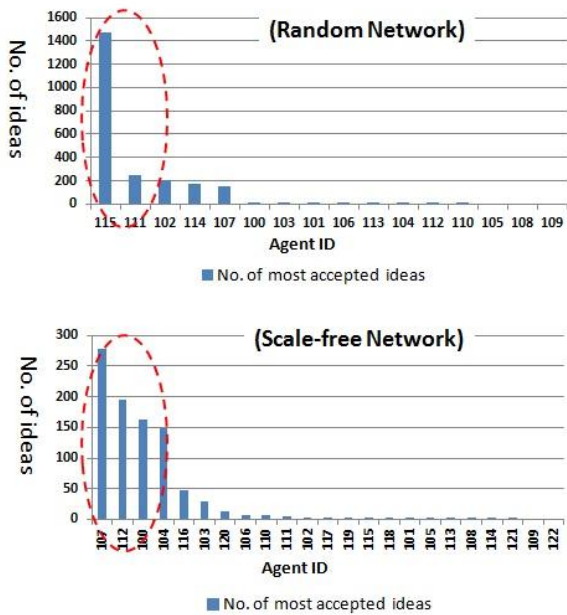 (Random Network)
No. of ideas
1600
1400
1200
1000
800
600
400
200
0
115 111 102 114 107 100 103 101 106 113 104 112 110 105 108 109
Agent ID
No. of most accepted ideas
(Scale-free Network)
No. of ideas
300
250
200
150
100
50
0
107 112 100 104 116 103 120 106 110 111 102 117 119 115 118 101 105 113 108 114 121 109 122
Agent ID
No. of most accepted ideas